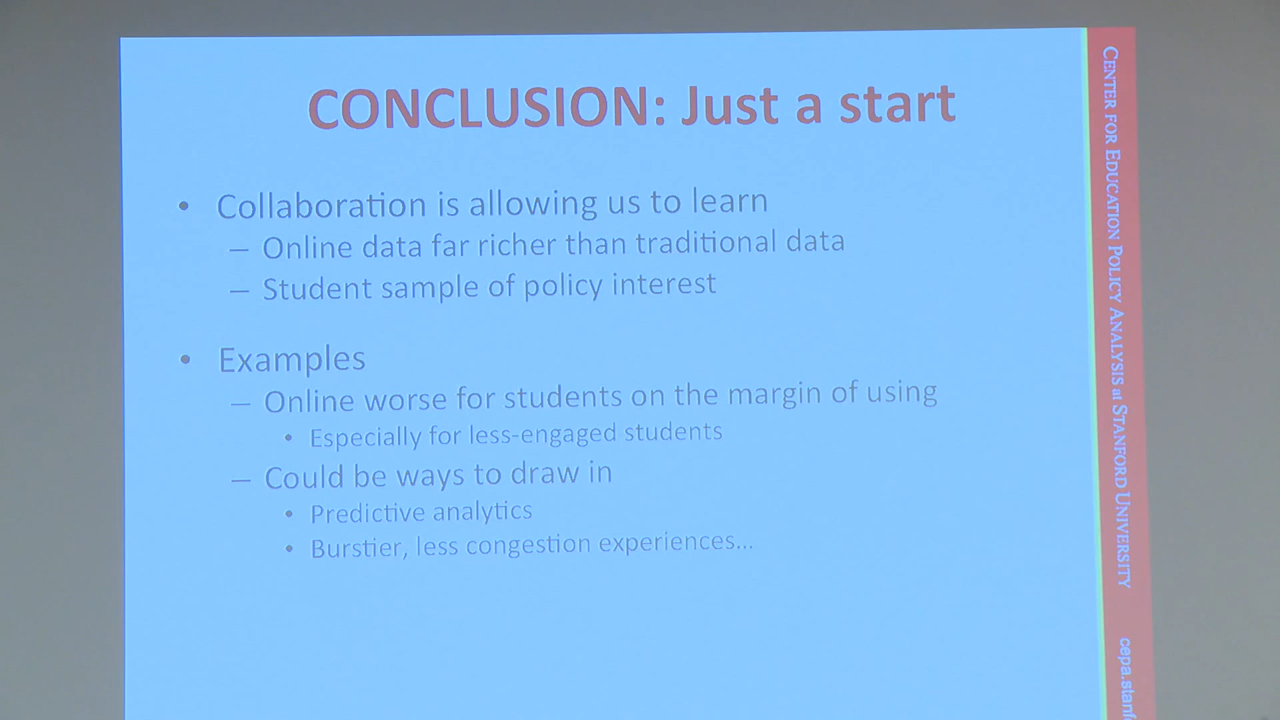 CONCLUSION: Just a start
• Collaboration is allowing us to learn
– Online data far richer than traditional data
– Student sample of policy interest
• Examples
– Online worse for students on the margin of using
• Especially for less-engaged students
– Could be ways to draw in
• Predictive analytics
• Burstier, less congestion experiences...
CENTER FOR EDUCATION POLICY ANALYSIS at STANFORD UNIVERSITY